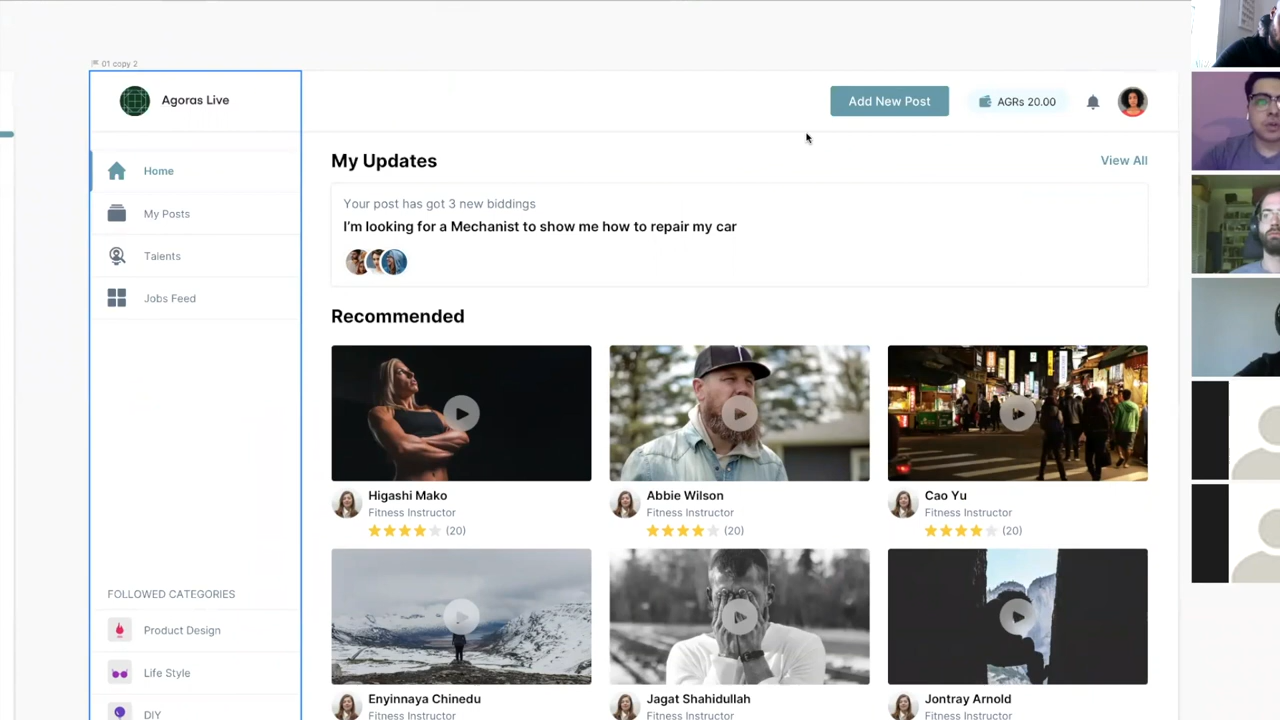 01 copy 2
Agoras Live
Add New Post
AGRs 20.00
Home
My Posts
Talents
Jobs Feed
My Updates
View All
Your post has got 3 new biddings
I'm looking for a Mechanist to show me how to repair my car
Recommended
Higashi Mako
Fitness Instructor
(20)
Abbie Wilson
Fitness Instructor
(20)
Cao Yu
Fitness Instructor
(20)
Enyinnaya Chinedu
Fitness Instructor
Jagat Shahidullah
Fitness Instructor
Jontray Arnold
Fitness Instructor
FOLLOWED CATEGORIES
Product Design
Life Style
DIY